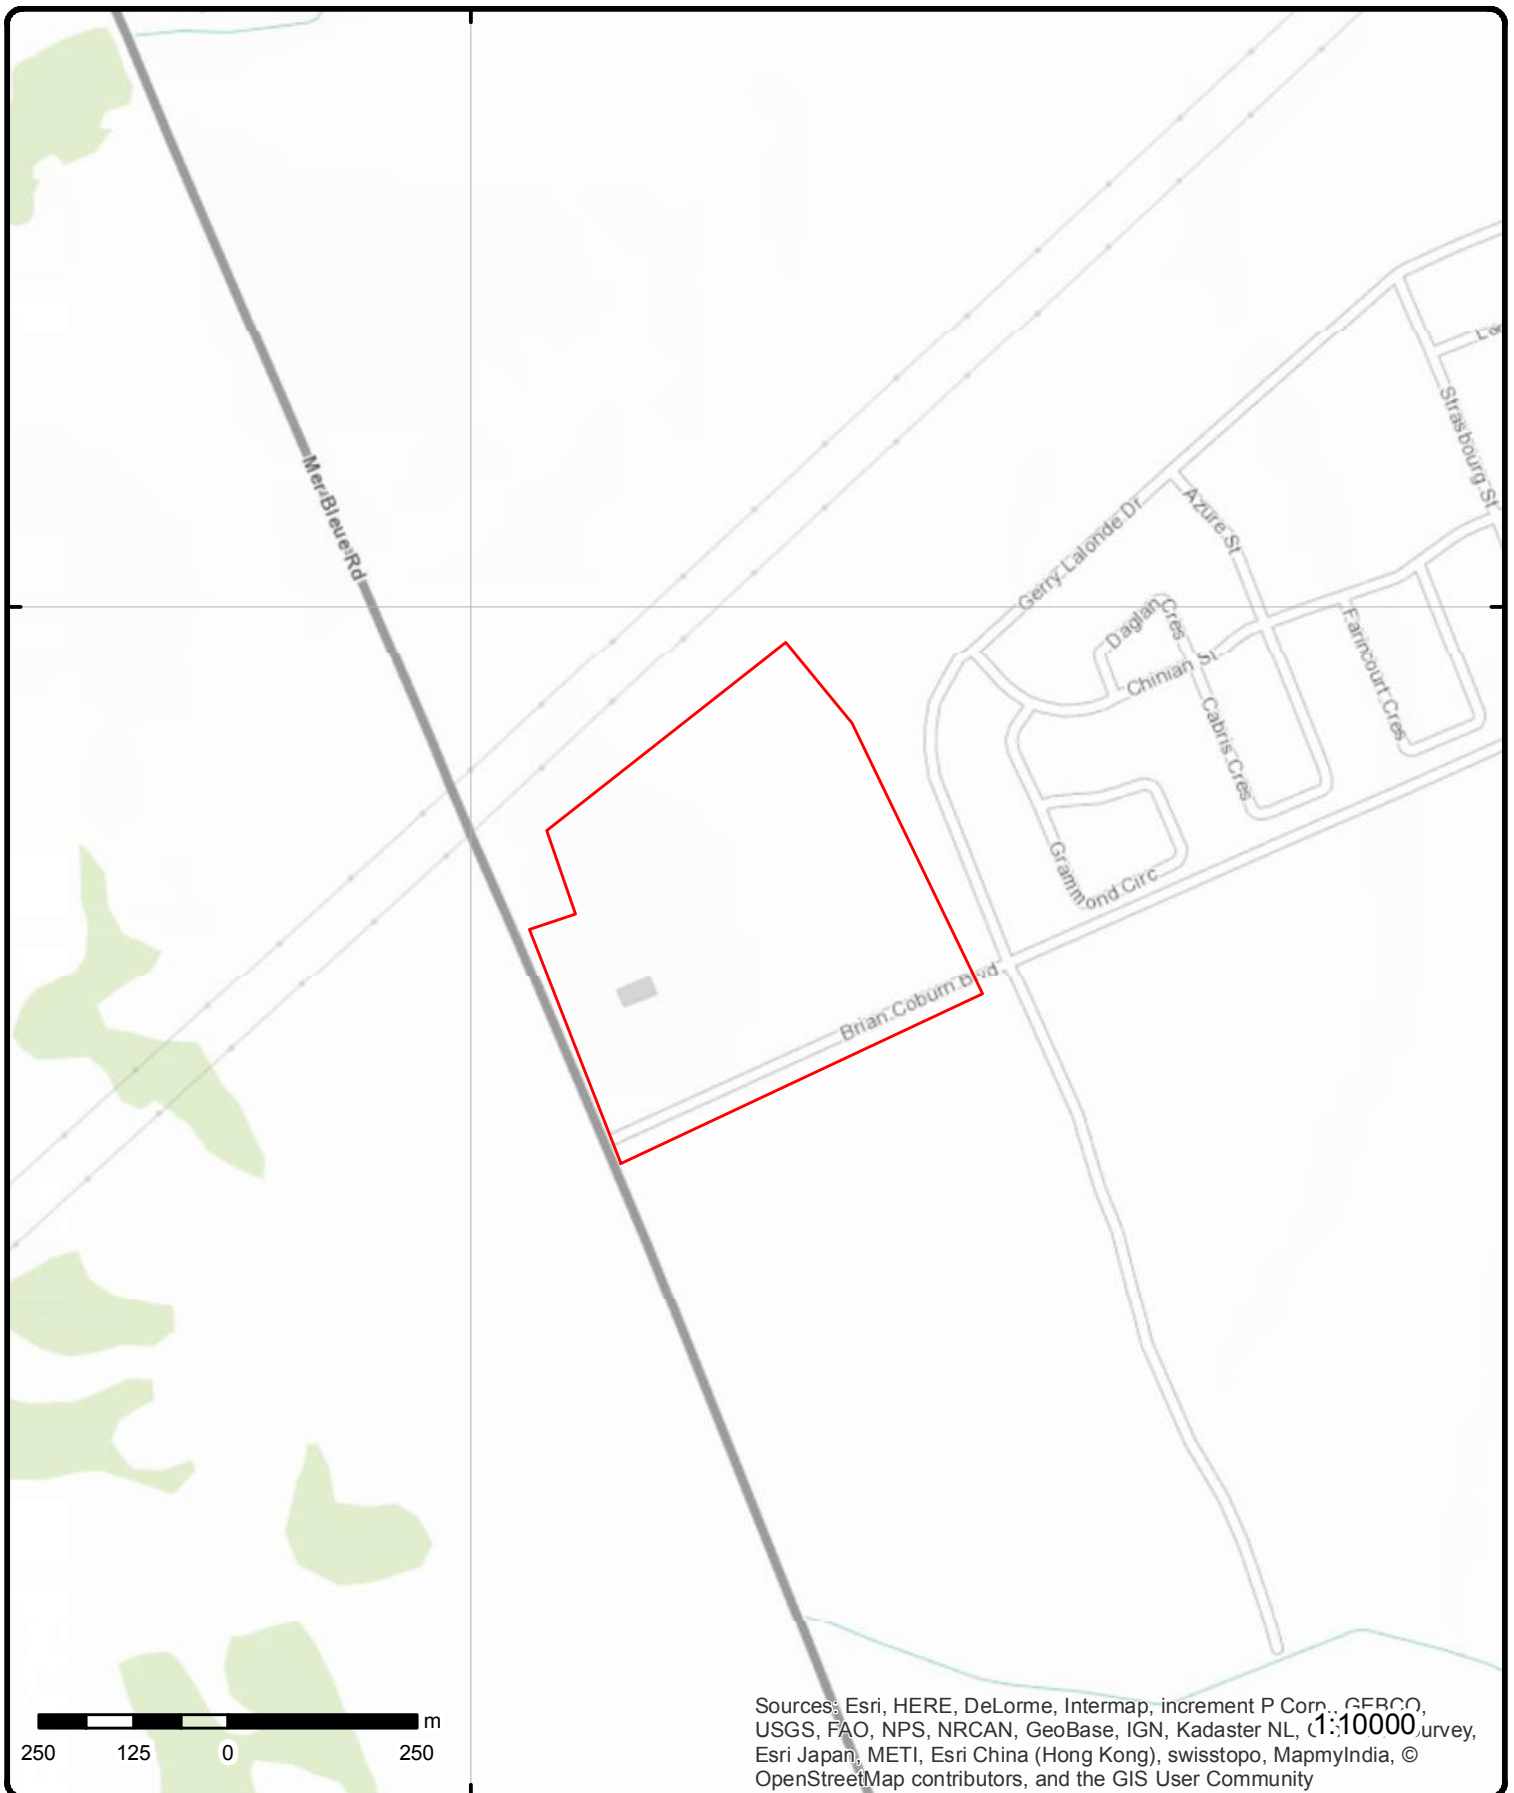 Mer Bleue Rd
Strasbourg St
Azure St
Gerry Lalonde Dr
Daglan Cres
Chinian St
Farincourt Cres
Cabris Cres
Grammond Circ
Brian Coburn Blvd
m
250 125 0 250
Sources: Esri, HERE, DeLorme, Intermap, increment P Corp., GEBCO,
USGS, FAO, NPS, NRCAN, GeoBase, IGN, Kadaster NL,
1:10000
Esri Japan, METI, Esri China (Hong Kong), swisstopo, MapmyIndia, ©
OpenStreetMap contributors, and the GIS User Community